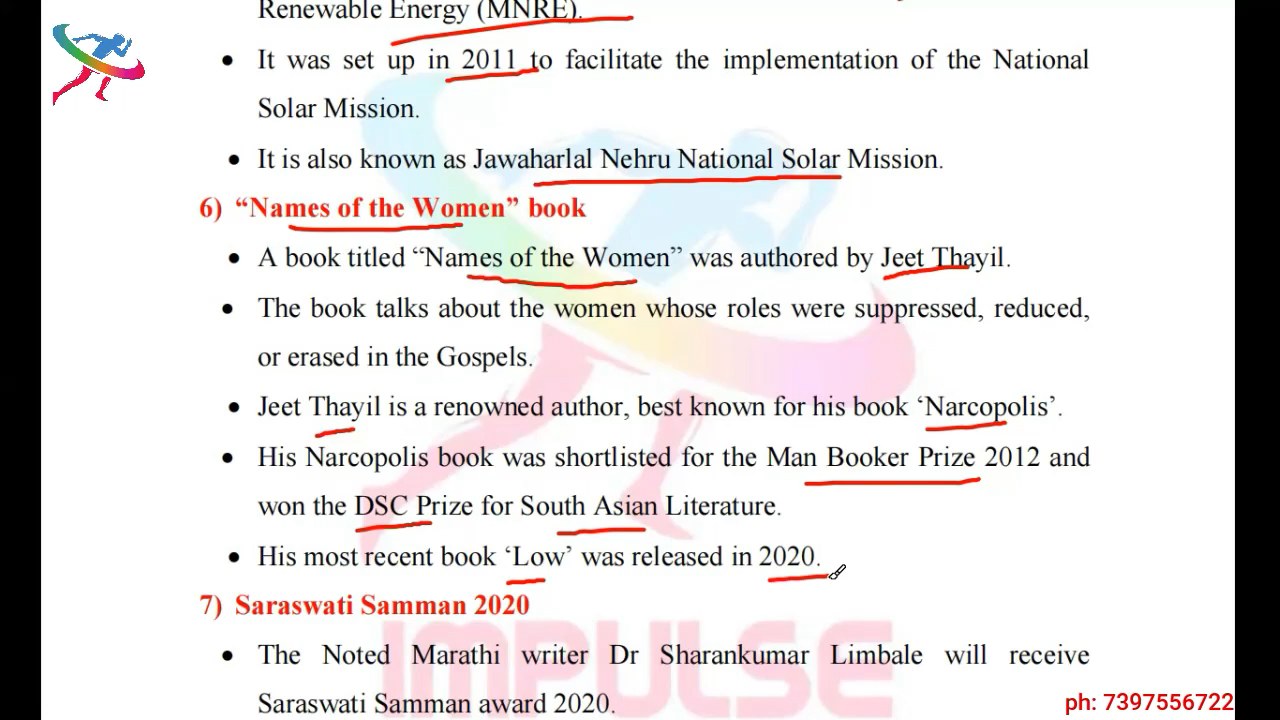 Renewable Energy (MNRE).
• It was set up in 2011 to facilitate the implementation of the National
Solar Mission.
• It is also known as Jawaharlal Nehru National Solar Mission.
6) “Names of the Women” book
• A book titled “Names of the Women” was authored by Jeet Thayil.
• The book talks about the women whose roles were suppressed, reduced,
or erased in the Gospels.
• Jeet Thayil is a renowned author, best known for his book ‘Narcopolis’.
• His Narcopolis book was shortlisted for the Man Booker Prize 2012 and
won the DSC Prize for South Asian Literature.
• His most recent book ‘Low’ was released in 2020.
7) Saraswati Samman 2020
IMPULSE
• The Noted Marathi writer Dr Sharankumar Limbale will receive
Saraswati Samman award 2020.
ph: 7397556722